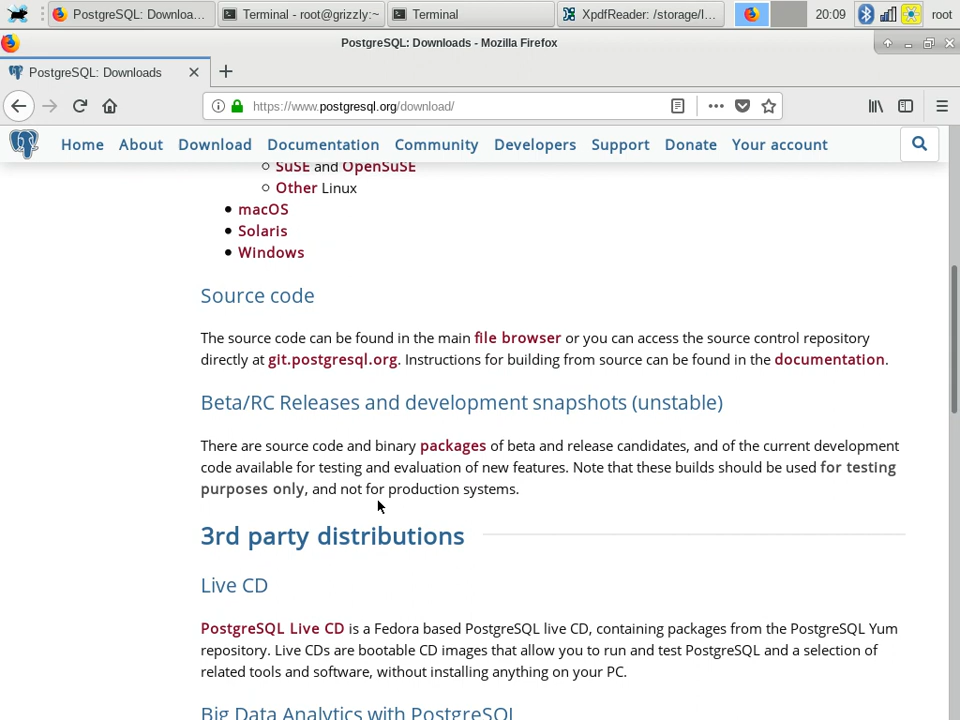 PostgreSQL: Downloa...
Terminal - root@grizzly:~
Terminal
XpdfReader: /storage/l...
20:09
root
PostgreSQL: Downloads - Mozilla Firefox
PostgreSQL: Downloads
https://www.postgresql.org/download/
Home
About
Download
Documentation
Community
Developers
Support
Donate
Your account
SuSE and OpenSuSE
Other Linux
macOS
Solaris
Windows
Source code
The source code can be found in the main file browser or you can access the source control repository
directly at git.postgresql.org. Instructions for building from source can be found in the documentation.
Beta/RC Releases and development snapshots (unstable)
There are source code and binary packages of beta and release candidates, and of the current development
code available for testing and evaluation of new features. Note that these builds should be used for testing
purposes only, and not for production systems.
3rd party distributions
Live CD
PostgreSQL Live CD is a Fedora based PostgreSQL live CD, containing packages from the PostgreSQL Yum
repository. Live CDs are bootable CD images that allow you to run and test PostgreSQL and a selection of
related tools and software, without installing anything on your PC.
Big Data Analytics with PostgreSQL